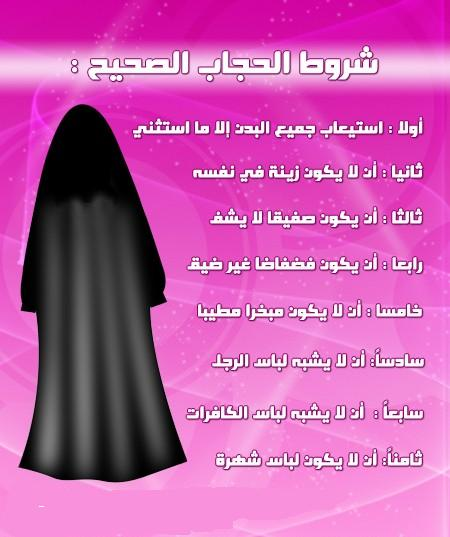 شروط الحجاب الصحيح :
أولا : استيعاب جميع البدن إلا ما استثني
ثانيا : أن لا يكون زينة في نفسه
ثالثا : أن يكون صفيقا لا يشف
رابعا : أن يكون فضفاضا غير ضيق
خامسا : أن لا يكون مبخرا مطيبا
سادساً: أن لا يشبه لباس الرجل
سابعاً : أن لا يشبه لباس الكافرات
ثامناً: أن لا يكون لباس شهرة